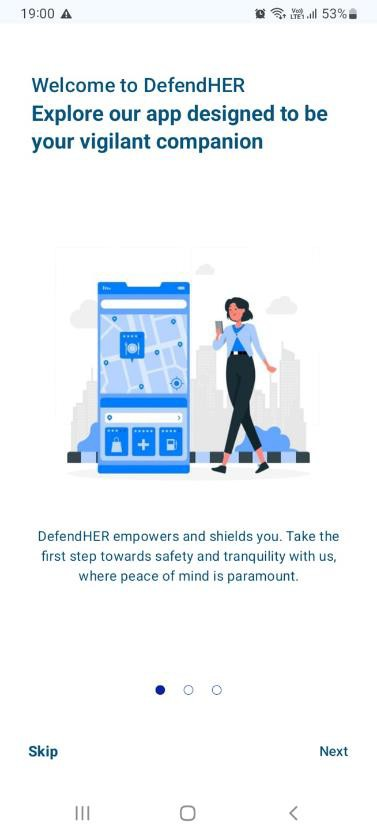 19:00
53%
Welcome to DefendHER
Explore our app designed to be
your vigilant companion
DefendHER empowers and shields you. Take the
first step towards safety and tranquility with us,
where peace of mind is paramount.
Skip
Next